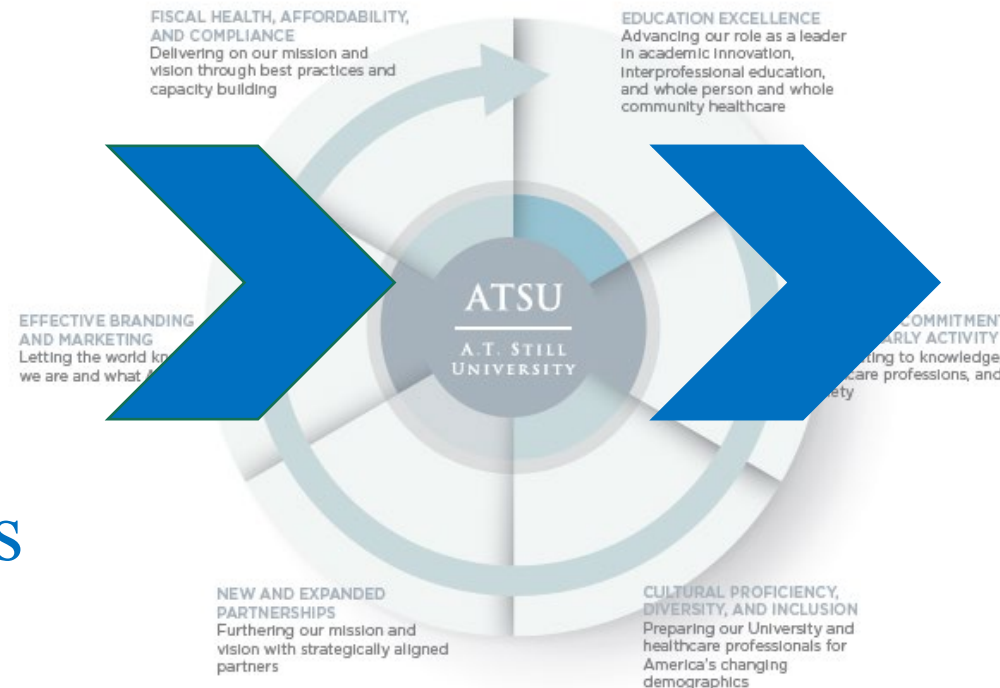 FISCAL HEALTH, AFFORDABILITY,
AND COMPLIANCE
Delivering on our mission and
vision through best practices and
capacity building
EDUCATION EXCELLENCE
Advancing our role as a leader
in academic innovation,
interprofessional education,
and whole person and whole
community healthcare
ATSU
A.T. STILL
UNIVERSITY
EFFECTIVE BRANDING
AND MARKETING
Letting the world
we are and what
COMMITMENT
ACTIVITY
to knowledge
care professions, and
S
NEW AND EXPANDED
PARTNERSHIPS
Furthering our mission and
vision with strategically aligned
partners
CULTURAL PROFICIENCY,
DIVERSITY, AND INCLUSION
Preparing our University and
healthcare professionals for
America's changing
demographics